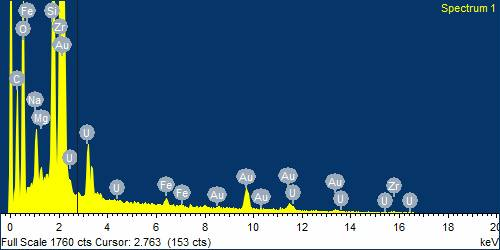 Spectrum 1
Fe
Si
O
Zr
Au
C
Na
Mg
U
U
U
Fe
Fe
Au
Au
Au
Au
U
Au
U
Zr
U
U
0 2 4 6 8 10 12 14 16 18 20
Full Scale 1760 cts Cursor: 2.763 (153 cts) keV